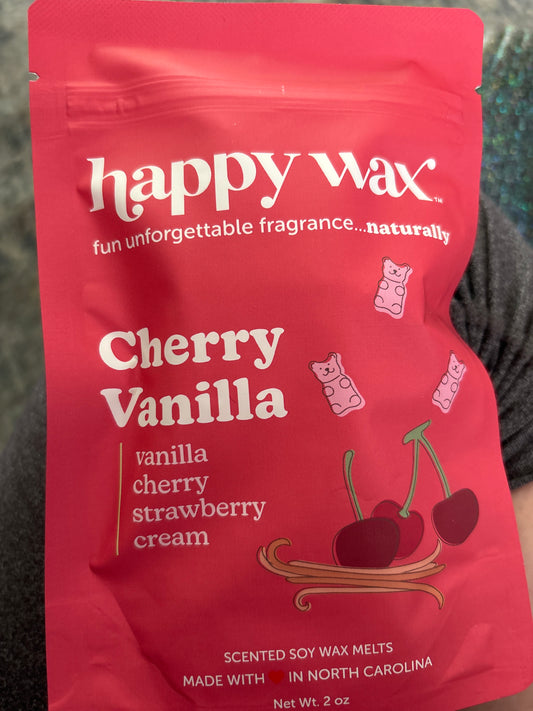 happy wax™
fun unforgettable fragrance...naturally
Cherry
Vanilla
vanilla
cherry
strawberry
cream
SCENTED SOY WAX MELTS
MADE WITH ♥ IN NORTH CAROLINA
Net Wt. 2 oz